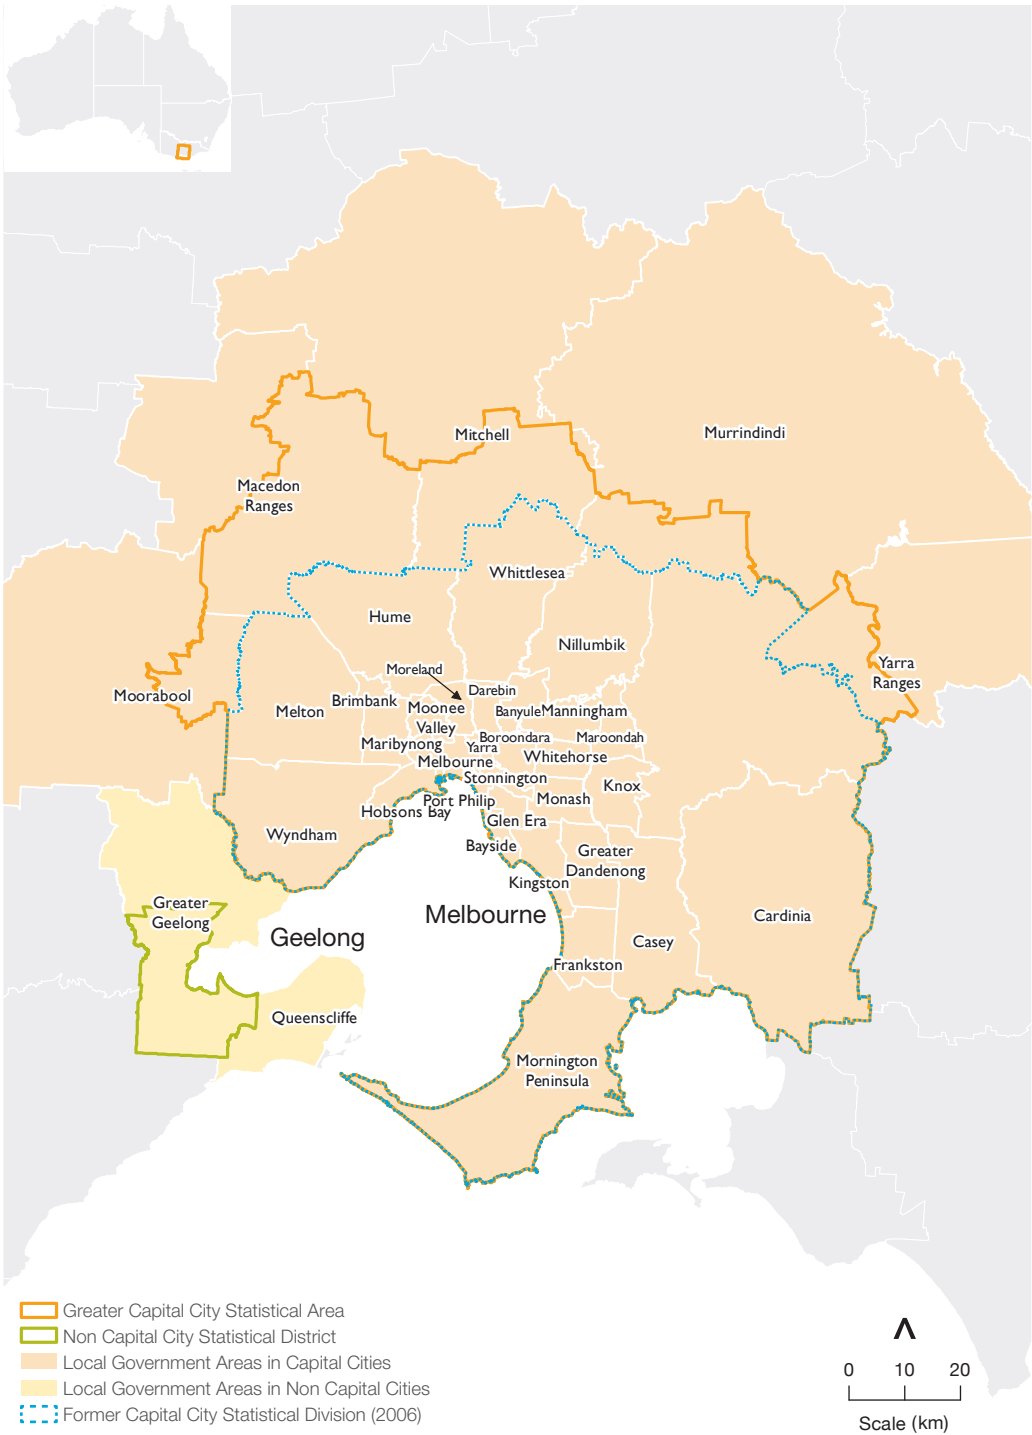 Murrindindi
Mitchell
Macedon
Ranges
Whittlesea
Hume
Nillumbik
Moreland
Yarra
Ranges
Moorabool
Darebin
Brimbank
Melton
Moonee
Valley
Banyule
Manningham
Maribynong
Yarra
Boroondara
Maroondah
Melbourne
Whitehorse
Stonnington
Knox
Port Philip
Monash
Hobsons Bay
Glen Era
Wyndham
Bayside
Greater
Dandenong
Kingston
Greater
Geelong
Melbourne
Cardinia
Geelong
Casey
Frankston
Queenscliffe
Mornington
Peninsula
Greater Capital City Statistical Area
Non Capital City Statistical District
Local Government Areas in Capital Cities
Local Government Areas in Non Capital Cities
Former Capital City Statistical Division (2006)
0 10 20
Scale (km)